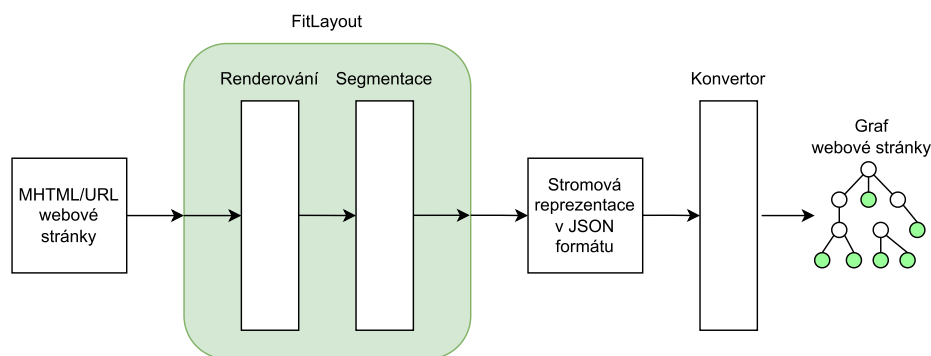 FitLayout
Renderování
Segmentace
Konvertor
Graf
webové stránky
MHTML/URL
webové
stránky
Stromová
reprezentace
v JSON
formátu